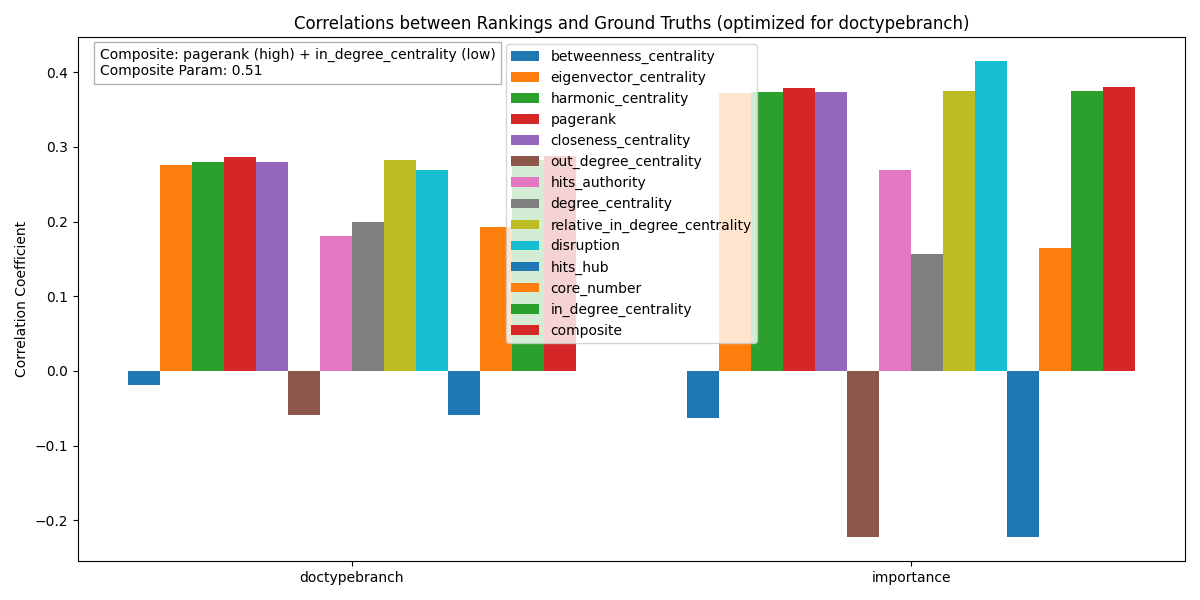 Correlations between Rankings and Ground Truths (optimized for doctypebranch)
Composite: pagerank (high) + in_degree_centrality (low)
Composite Param: 0.51
betweenness_centrality
eigenvector_centrality
harmonic_centrality
pagerank
closeness_centrality
out_degree_centrality
hits_authority
degree_centrality
relative_in_degree_centrality
disruption
hits_hub
core_number
in_degree_centrality
composite
Correlation Coefficient
0.4
0.3
0.2
0.1
0.0
−0.1
−0.2
doctypebranch
importance